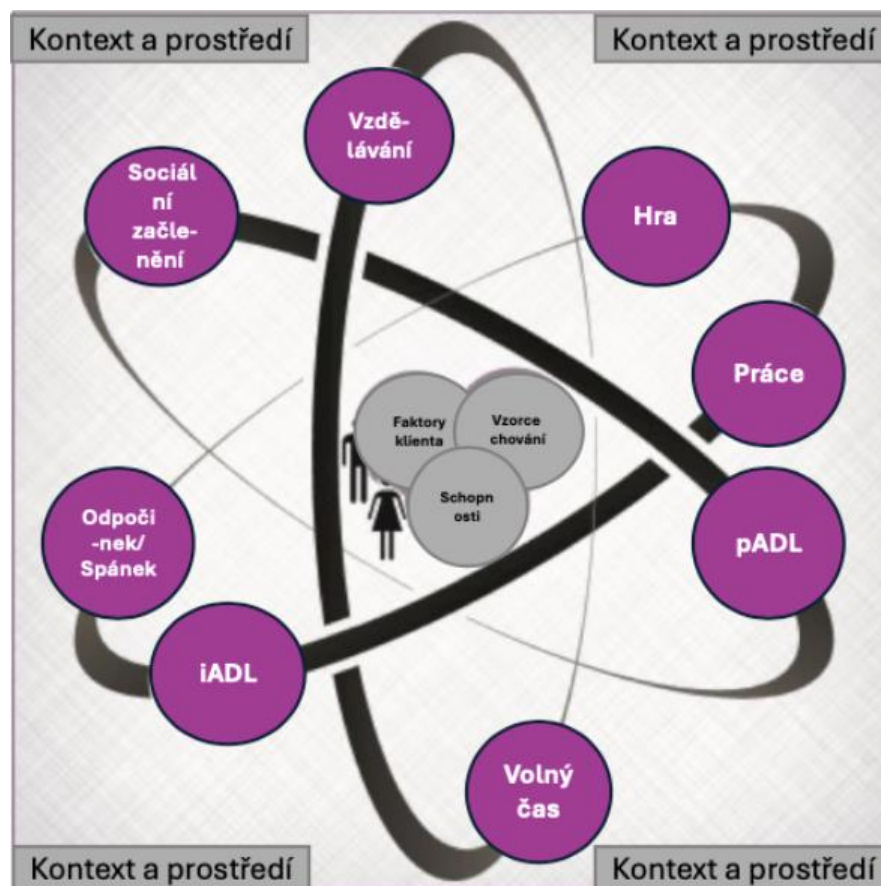 Kontext a prostředí
Kontext a prostředí
Vzdě-
lávání
Sociál
ní
začle-
nění
Hra
Práce
Faktory
klienta
Vzorce
chování
Schopn
osti
Odpoči
-nek/
Spánek
pADL
iADL
Volný
čas
Kontext a prostředí
Kontext a prostředí